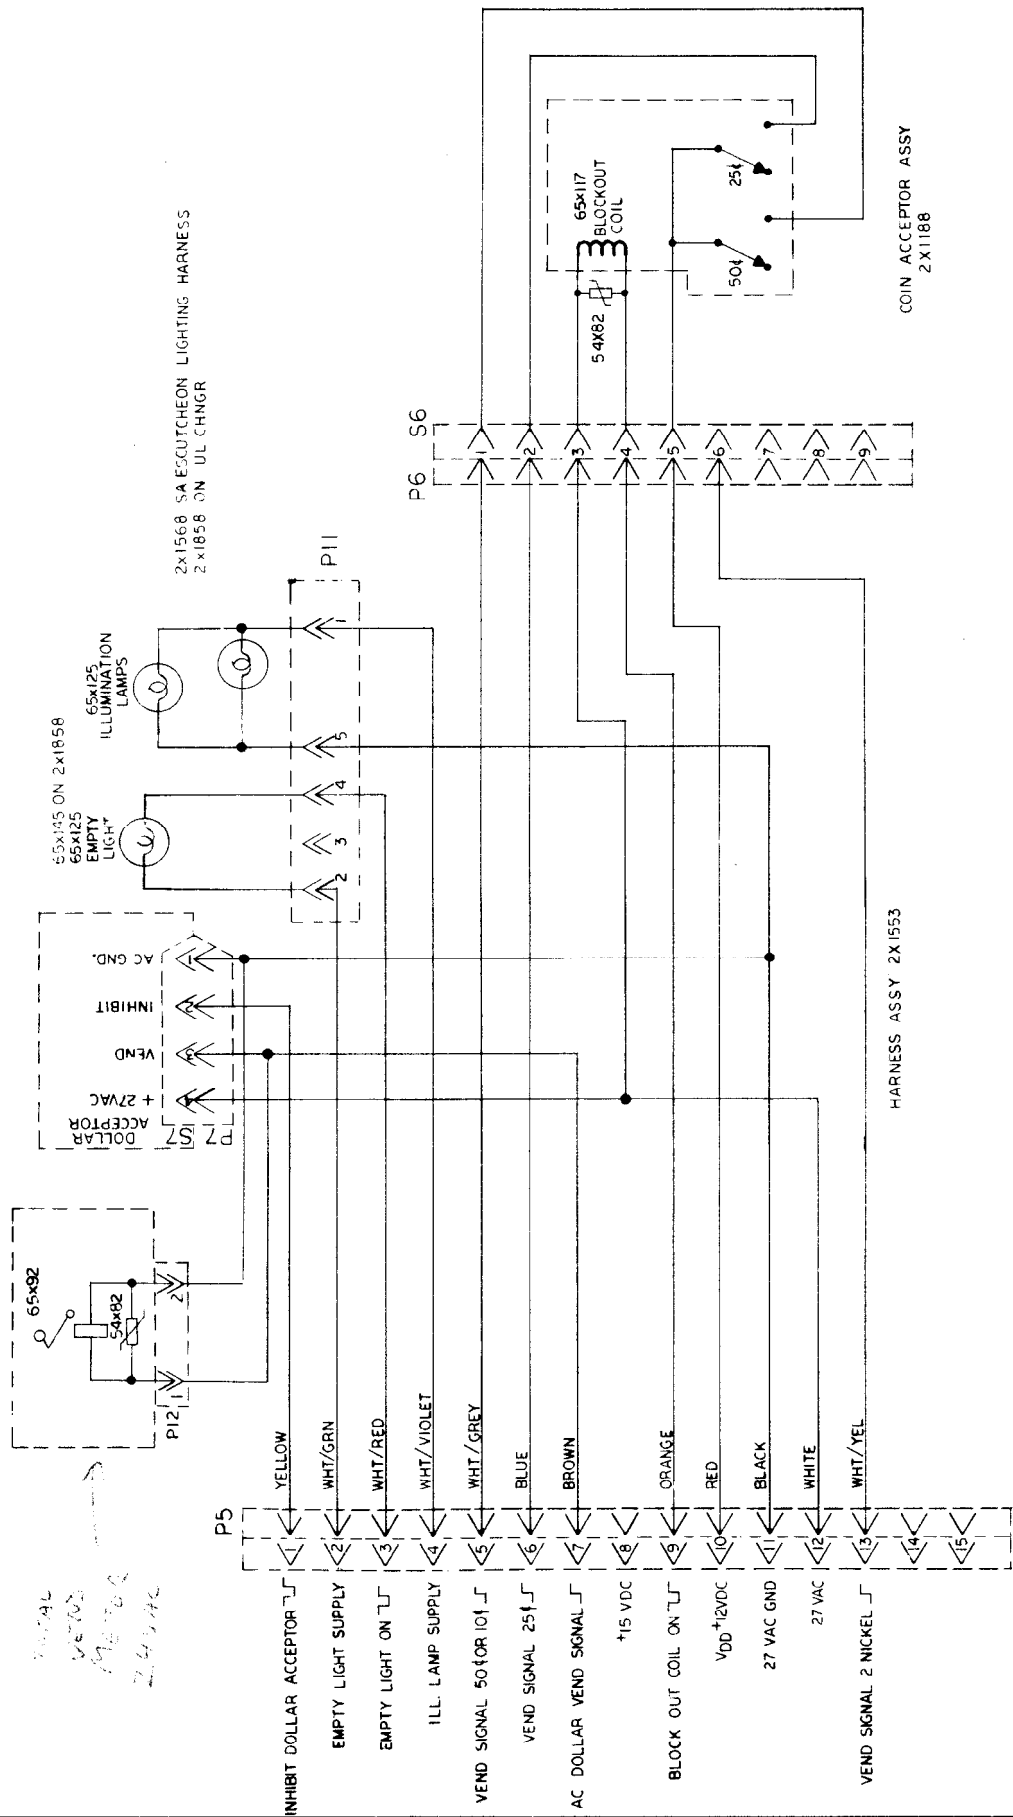 COIN ACCEPTOR ASSY
2X1188
65X117
BLOCKOUT
COIL
54X82
25¢
50¢
S6
P6
1
2
3
4
5
6
7
8
9
2X1568 SA ESCUTCHEON LIGHTING HARNESS
2X1858 ON UL CHNGR
65X125
ILLUMINATION
LAMPS
65X145 ON 2X1858
65X125
EMPTY
LIGHT
P11
1
5
4
3
2
AC GND.
INHIBIT
VEND
+ 27VAC
DOLLAR
ACCEPTOR
S7
P7
1
2
3
4
65X92
54X82
P12
1
2
METER
HARNESS ASSY 2X1553
P5
YELLOW
WHT/GRN
WHT/RED
WHT/VIOLET
WHT/GREY
BLUE
BROWN
ORANGE
RED
BLACK
WHITE
WHT/YEL
1
2
3
4
5
6
7
8
9
10
11
12
13
14
15
INHIBIT DOLLAR ACCEPTOR
EMPTY LIGHT SUPPLY
EMPTY LIGHT ON
ILL. LAMP SUPPLY
VEND SIGNAL 50¢ OR 10¢
VEND SIGNAL 25¢
AC DOLLAR VEND SIGNAL
+15 VDC
BLOCK OUT COIL ON
VDD +12VDC
27 VAC GND
27 VAC
VEND SIGNAL 2 NICKEL